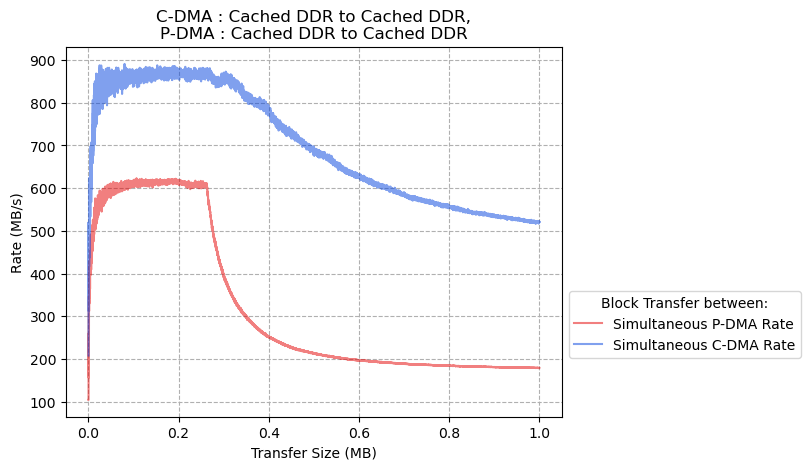 C-DMA : Cached DDR to Cached DDR,
P-DMA : Cached DDR to Cached DDR
900
800
700
600
500
400
300
200
100
Rate (MB/s)
0.0
0.2
0.4
0.6
0.8
1.0
Transfer Size (MB)
Block Transfer between:
Simultaneous P-DMA Rate
Simultaneous C-DMA Rate